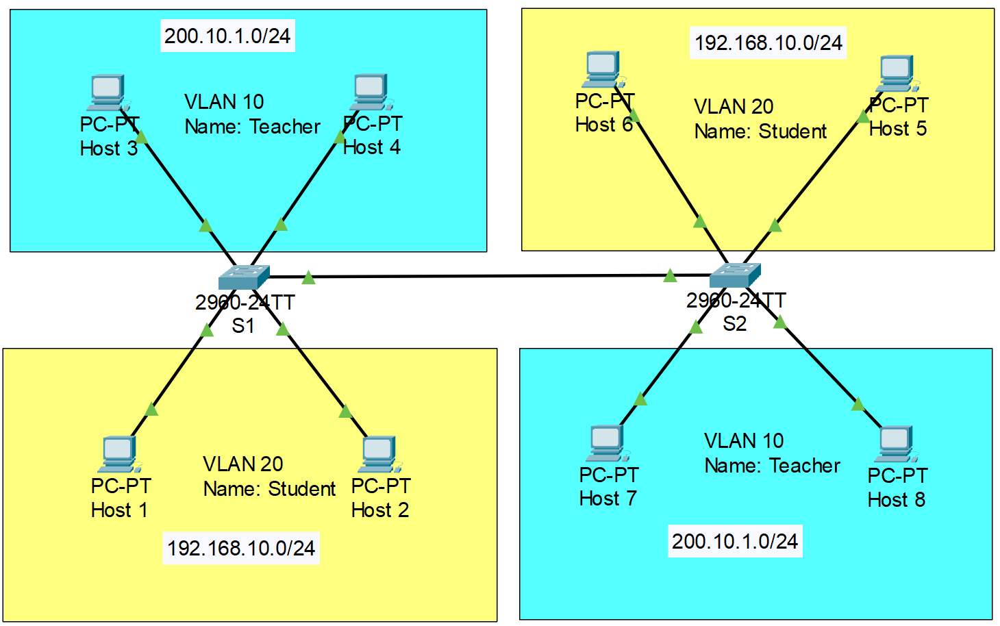 200.10.1.0/24
PC-PT
Host 3
VLAN 10
Name: Teacher
PC-PT
Host 4
192.168.10.0/24
PC-PT
Host 6
VLAN 20
Name: Student
PC-PT
Host 5
2960-24TT
S1
2960-24TT
S2
PC-PT
Host 1
VLAN 20
Name: Student
PC-PT
Host 2
192.168.10.0/24
PC-PT
Host 7
VLAN 10
Name: Teacher
PC-PT
Host 8
200.10.1.0/24